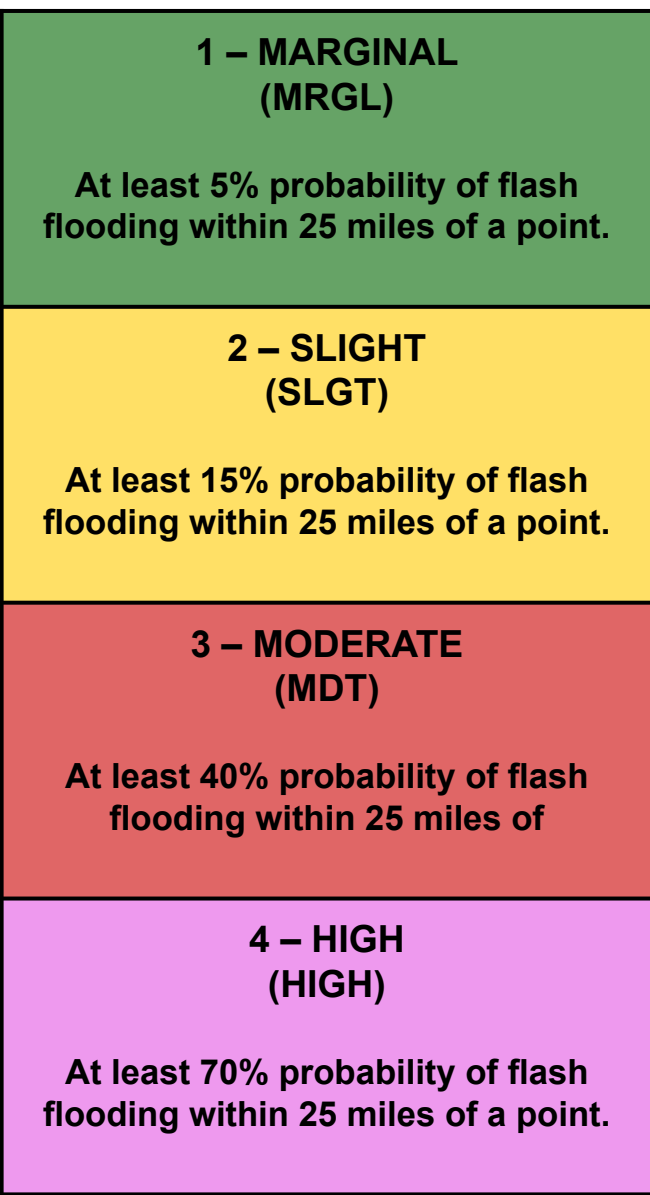 1 – MARGINAL
(MRGL)
At least 5% probability of flash
flooding within 25 miles of a point.
2 – SLIGHT
(SLGT)
At least 15% probability of flash
flooding within 25 miles of a point.
3 – MODERATE
(MDT)
At least 40% probability of flash
flooding within 25 miles of
4 – HIGH
(HIGH)
At least 70% probability of flash
flooding within 25 miles of a point.